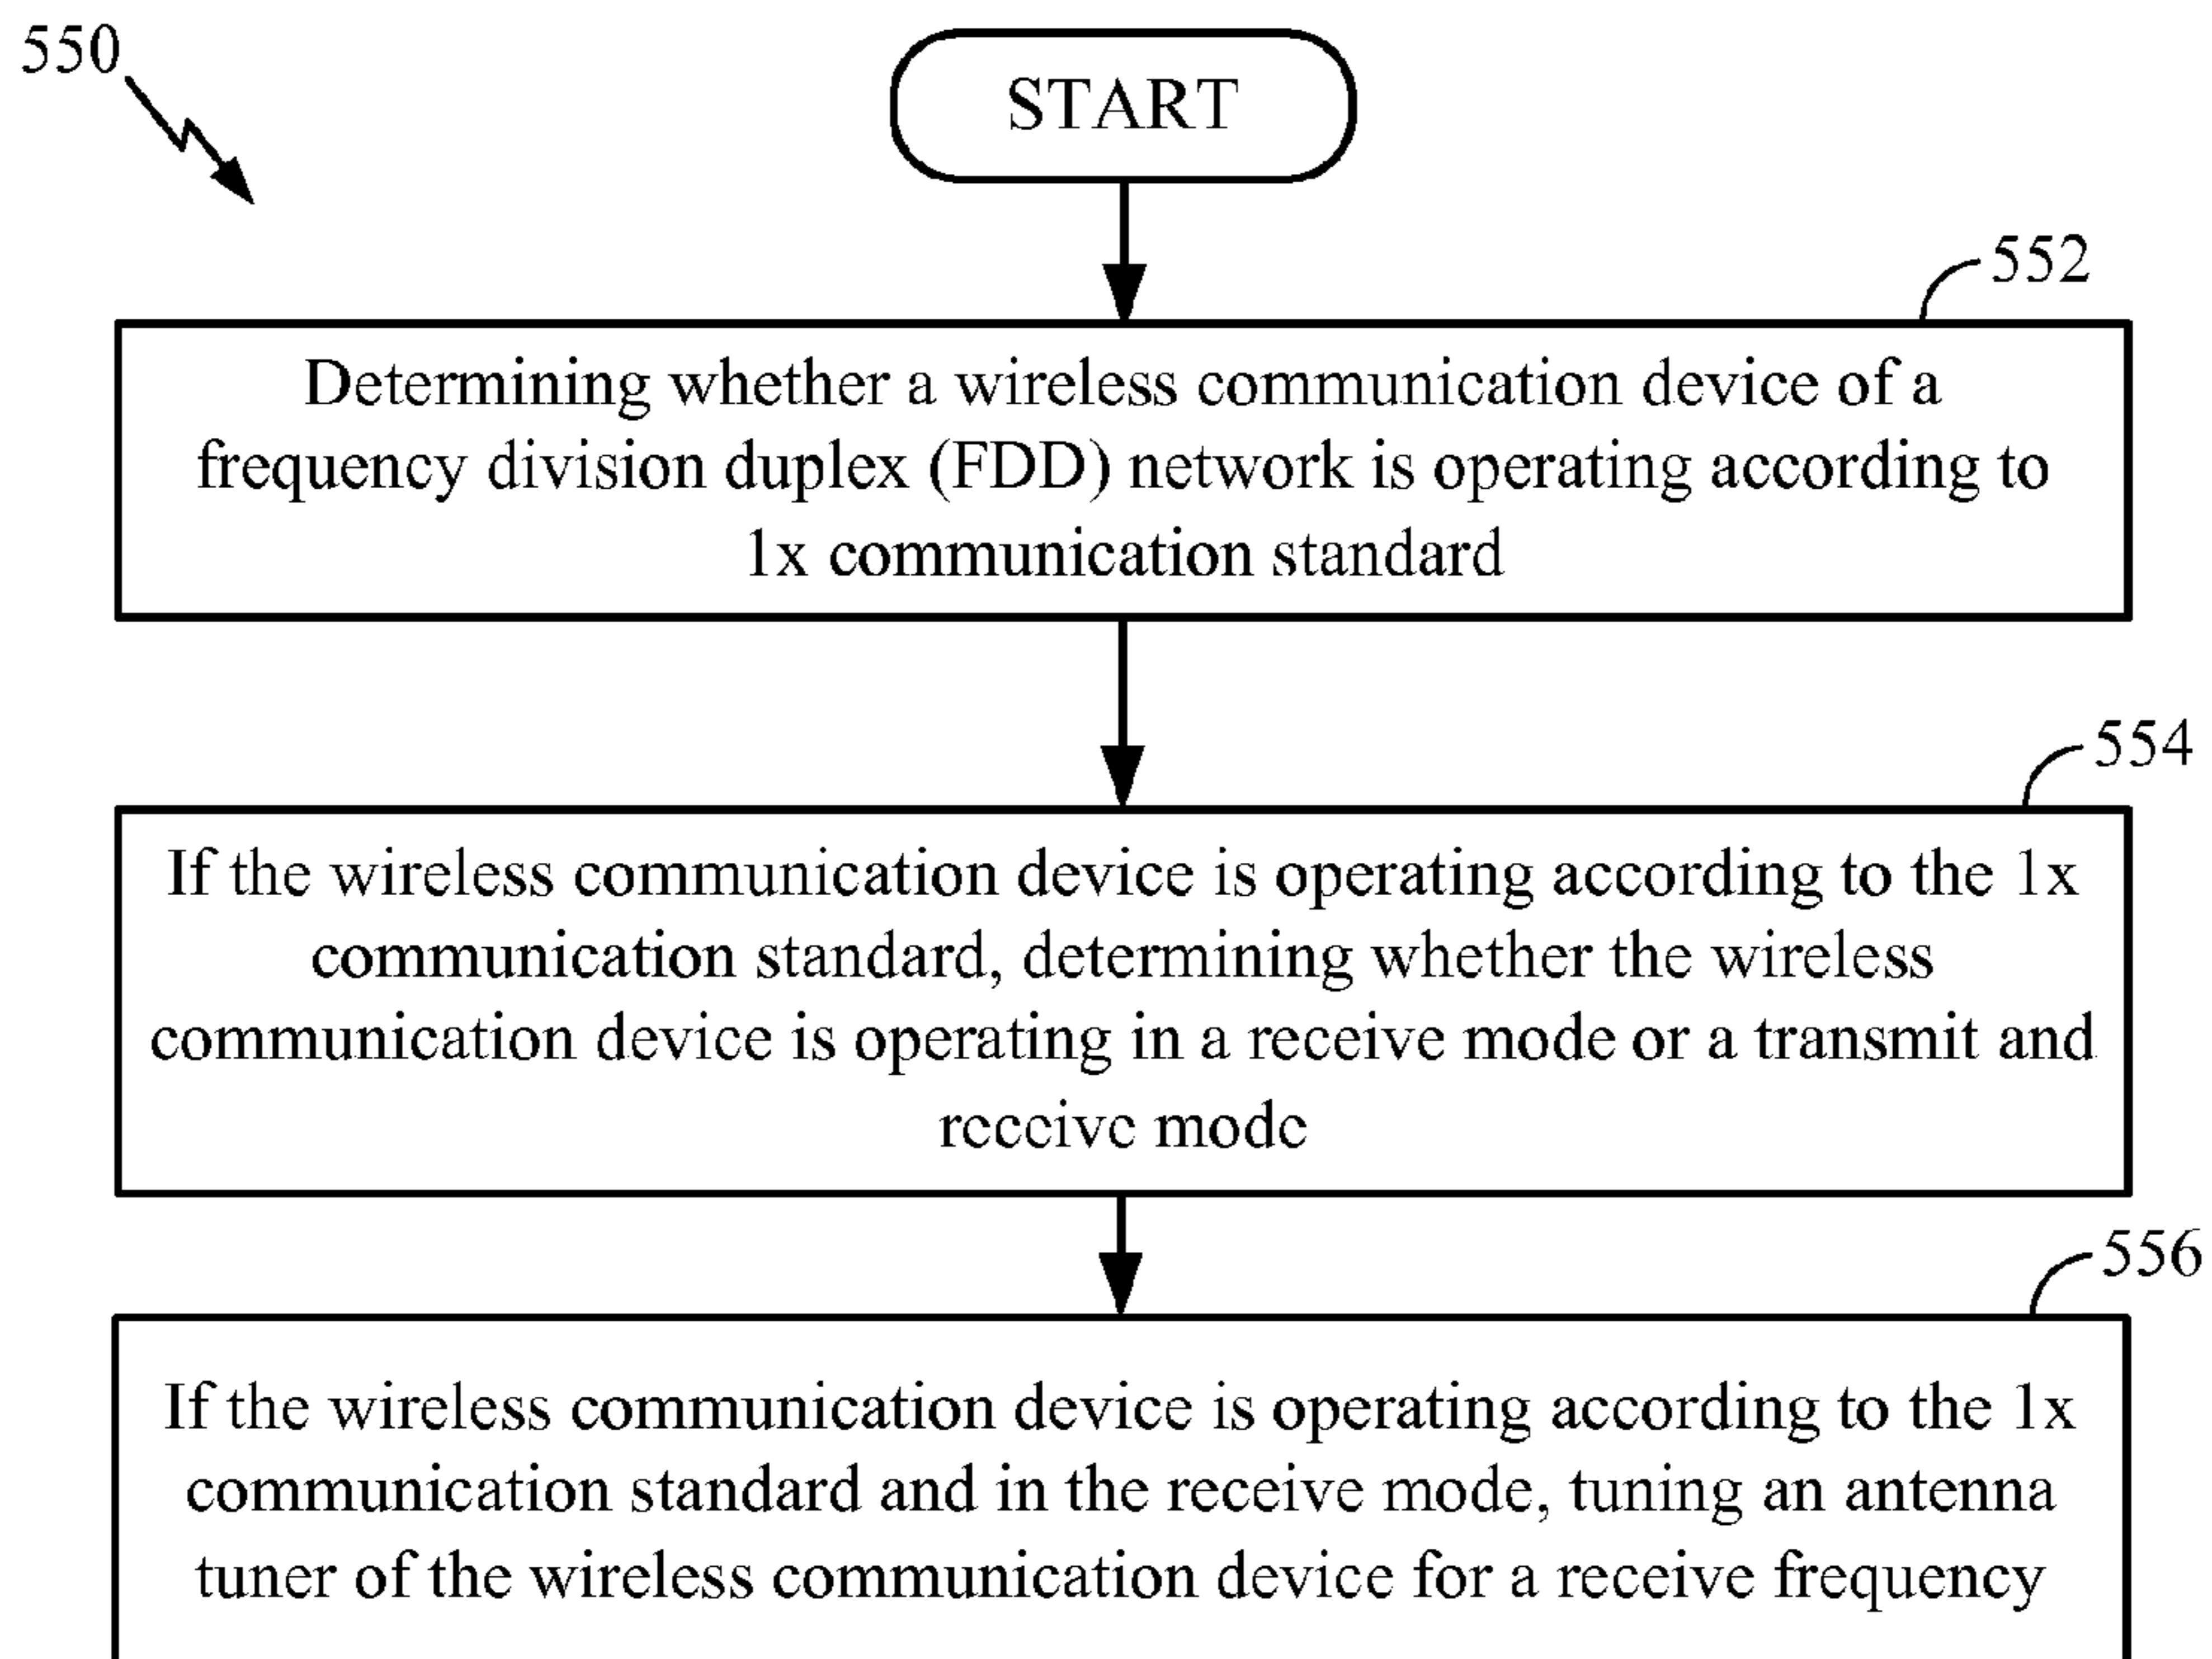 550
START
552
Determining whether a wireless communication device of a
frequency division duplex (FDD) network is operating according to
1x communication standard
554
If the wireless communication device is operating according to the 1x
communication standard, determining whether the wireless
communication device is operating in a receive mode or a transmit and
receive mode
556
If the wireless communication device is operating according to the 1x
communication standard and in the receive mode, tuning an antenna
tuner of the wireless communication device for a receive frequency